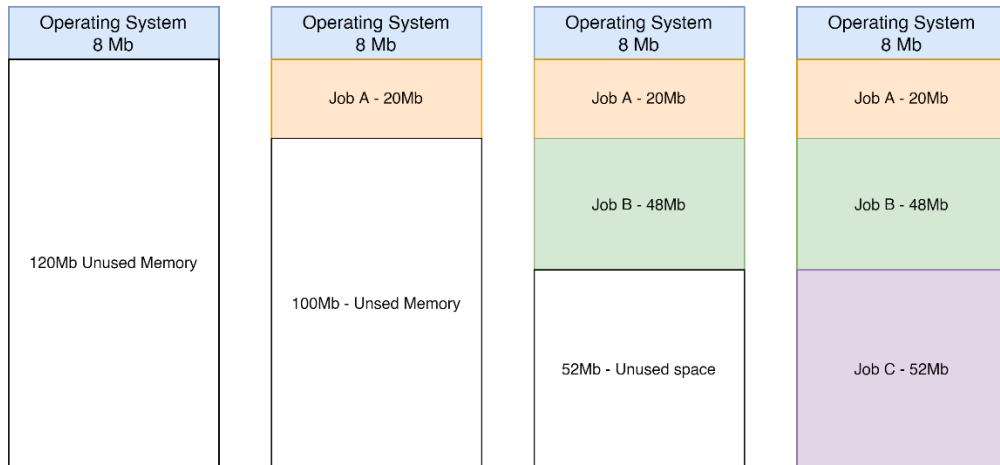 Operating System
8 Mb
120Mb Unused Memory
Operating System
8 Mb
Job A - 20Mb
100Mb - Unsed Memory
Operating System
8 Mb
Job A - 20Mb
Job B - 48Mb
52Mb - Unused space
Operating System
8 Mb
Job A - 20Mb
Job B - 48Mb
Job C - 52Mb